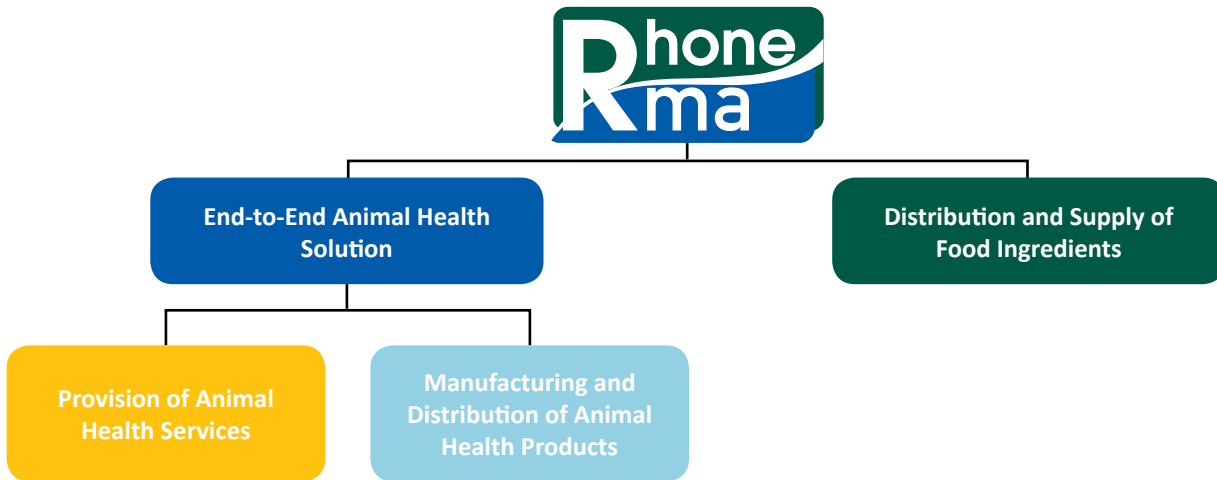 Rhone
ma
End-to-End Animal Health
Solution
Distribution and Supply of
Food Ingredients
Provision of Animal
Health Services
Manufacturing and
Distribution of Animal
Health Products